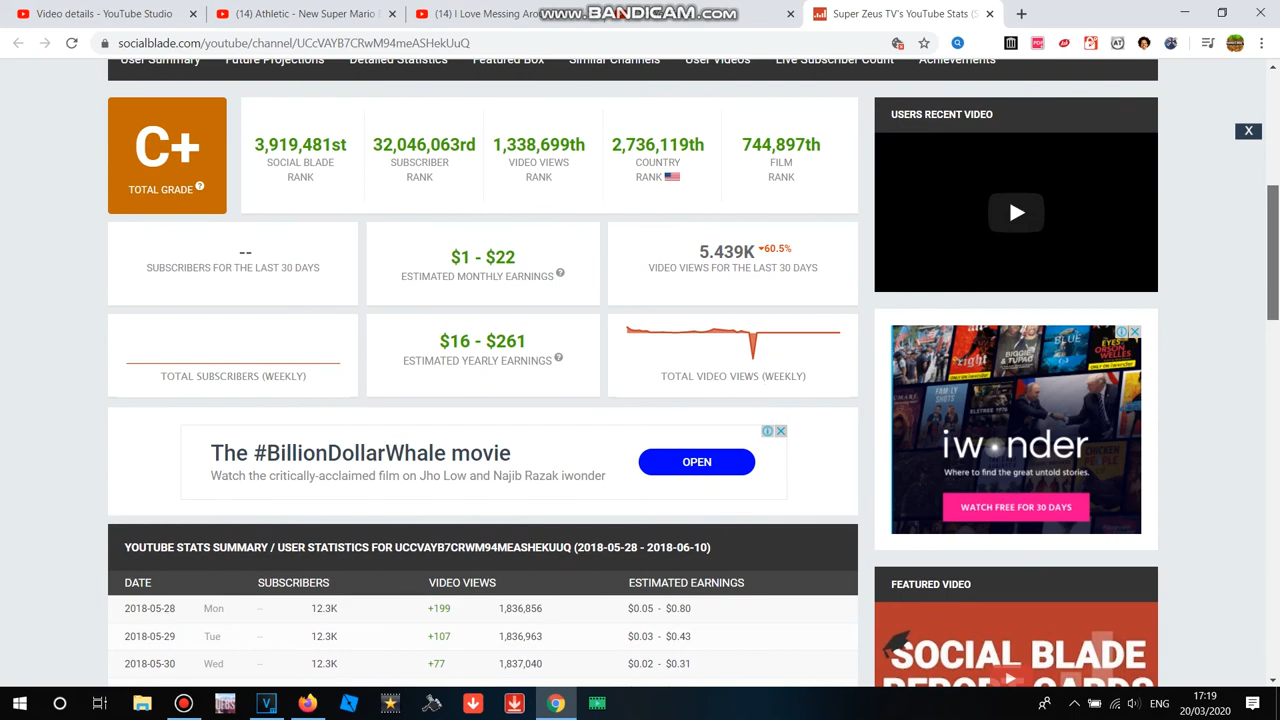 Video details - YouTube Studio
(14) Athletic - New Super Mario
(14) I Love Messing Aro
www.BANDICAM.com
Super Zeus TV's YouTube Stats (S
socialblade.com/youtube/channel/UCcVAYB7CRwM94meASHekUuQ
User Summary Future Projections Detailed Statistics Featured Box Similar Channels User Videos Live Subscriber Count Achievements
C+
TOTAL GRADE
3,919,481st
SOCIAL BLADE
RANK
32,046,063rd
SUBSCRIBER
RANK
1,338,699th
VIDEO VIEWS
RANK
2,736,119th
COUNTRY
RANK
744,897th
FILM
RANK
USERS RECENT VIDEO
X
--
SUBSCRIBERS FOR THE LAST 30 DAYS
$1 - $22
ESTIMATED MONTHLY EARNINGS
5.439K 60.5%
VIDEO VIEWS FOR THE LAST 30 DAYS
TOTAL SUBSCRIBERS (WEEKLY)
$16 - $261
ESTIMATED YEARLY EARNINGS
TOTAL VIDEO VIEWS (WEEKLY)
The #BillionDollarWhale movie
Watch the critically-acclaimed film on Jho Low and Najib Razak iwonder
OPEN
BIGGIE
& TUPAC
BLUE
EYES
ORSON
WELLES
FAMILY
SHOTS
iwonder
Where to find the great untold stories.
WATCH FREE FOR 30 DAYS
YOUTUBE STATS SUMMARY / USER STATISTICS FOR UCCVAYB7CRWM94MEASHEKUUQ (2018-05-28 - 2018-06-10)
DATE SUBSCRIBERS VIDEO VIEWS ESTIMATED EARNINGS
2018-05-28 Mon -- 12.3K +199 1,836,856 $0.05 - $0.80
2018-05-29 Tue -- 12.3K +107 1,836,963 $0.03 - $0.43
2018-05-30 Wed -- 12.3K +77 1,837,040 $0.02 - $0.31
FEATURED VIDEO
SOCIAL BLADE
REPORT CARDS
ENG
17:19
20/03/2020